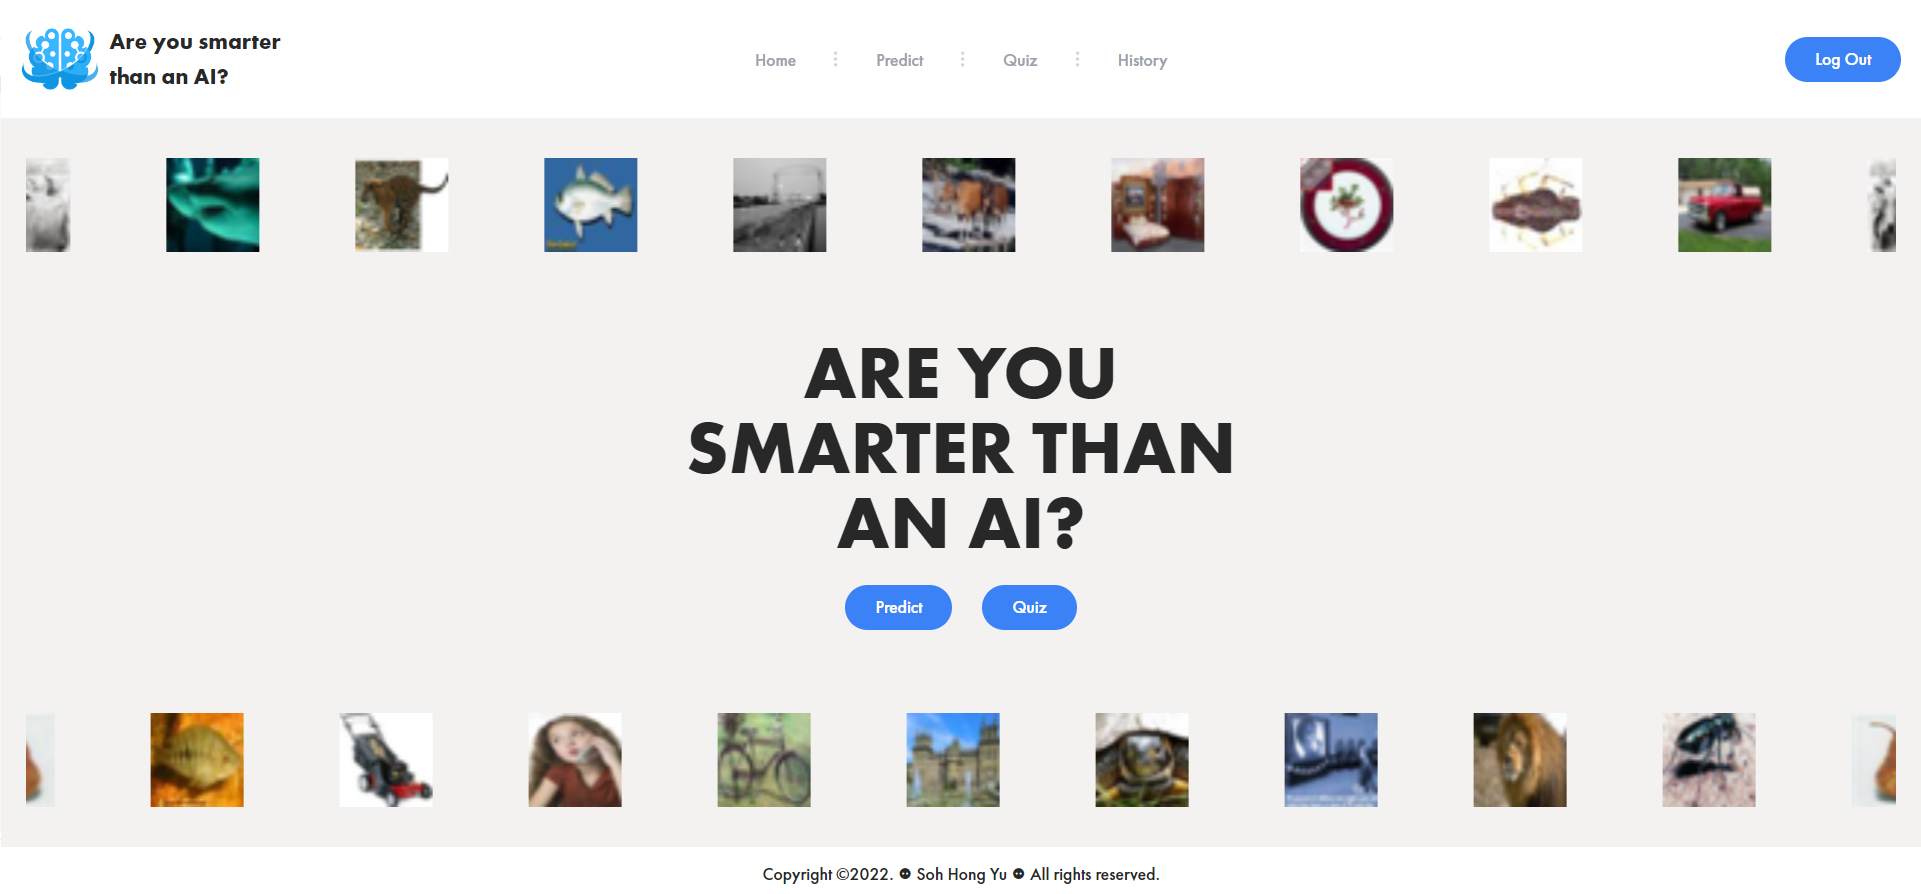 Are you smarter
than an AI?
Home
Predict
Quiz
History
Log Out
ARE YOU
SMARTER THAN
AN AI?
Predict
Quiz
Copyright ©2022. Soh Hong Yu All rights reserved.